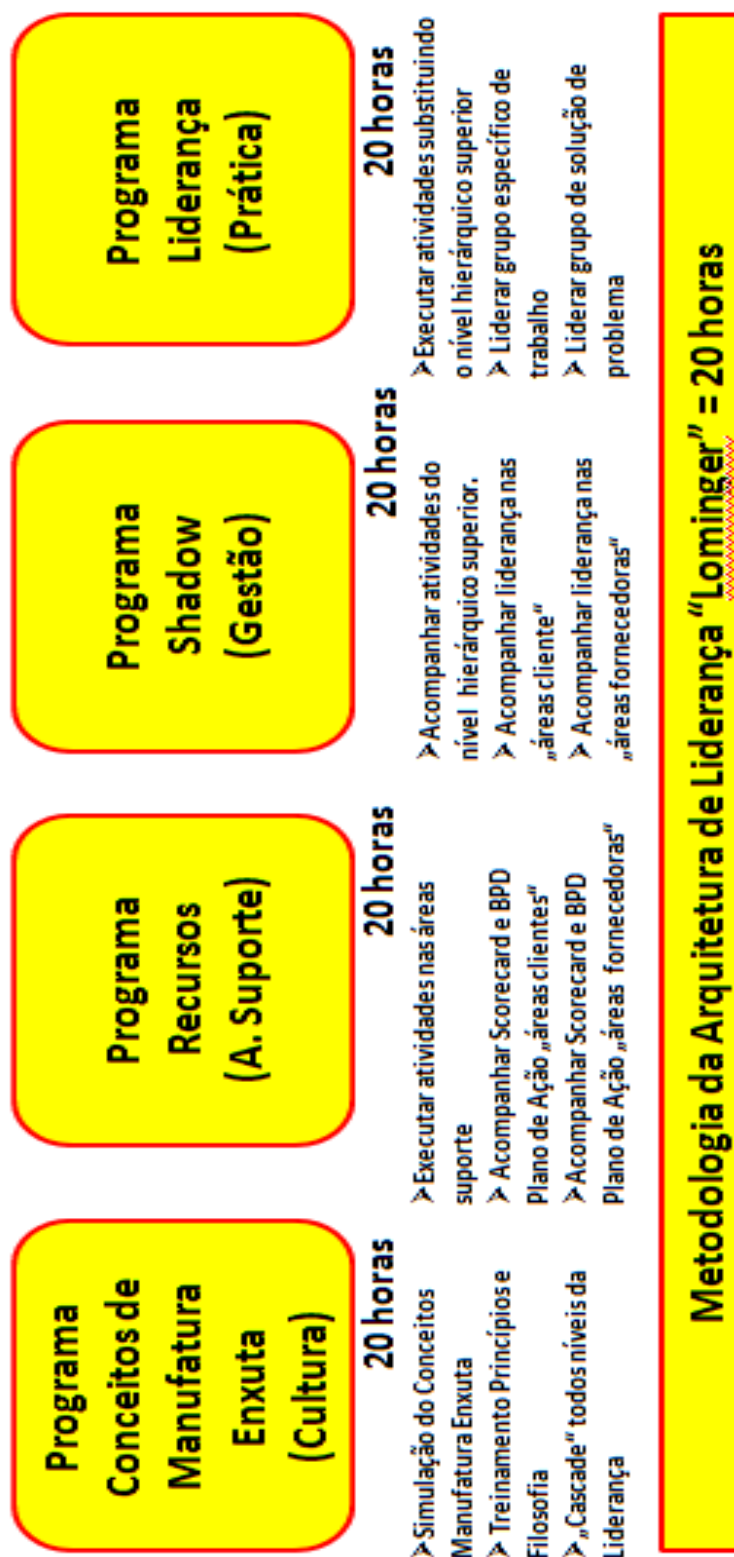 Programa
Conceitos de
Manufatura
Enxuta
(Cultura)
20 horas
➢Simulação do Conceitos
Manufatura Enxuta
➢ Treinamento Princípios e
Filosofia
➢„Cascade“ todos níveis da
Liderança
Programa
Recursos
(A. Suporte)
20 horas
➢Executar atividades nas áreas
suporte
➢ Acompanhar Scorecard e BPD
Plano de Ação „áreas clientes“
➢Acompanhar Scorecard e BPD
Plano de Ação „áreas fornecedoras“
Programa
Shadow
(Gestão)
20 horas
➢Acompanhar atividades do
nível hierárquico superior.
➢ Acompanhar liderança nas
„áreas cliente“
➢ Acompanhar liderança nas
„áreas fornecedoras“
Programa
Liderança
(Prática)
20 horas
➢Executar atividades substituindo
o nível hierárquico superior
➢ Liderar grupo específico de
trabalho
➢ Liderar grupo de solução de
problema
Metodologia da Arquitetura de Liderança “Lominger” = 20 horas